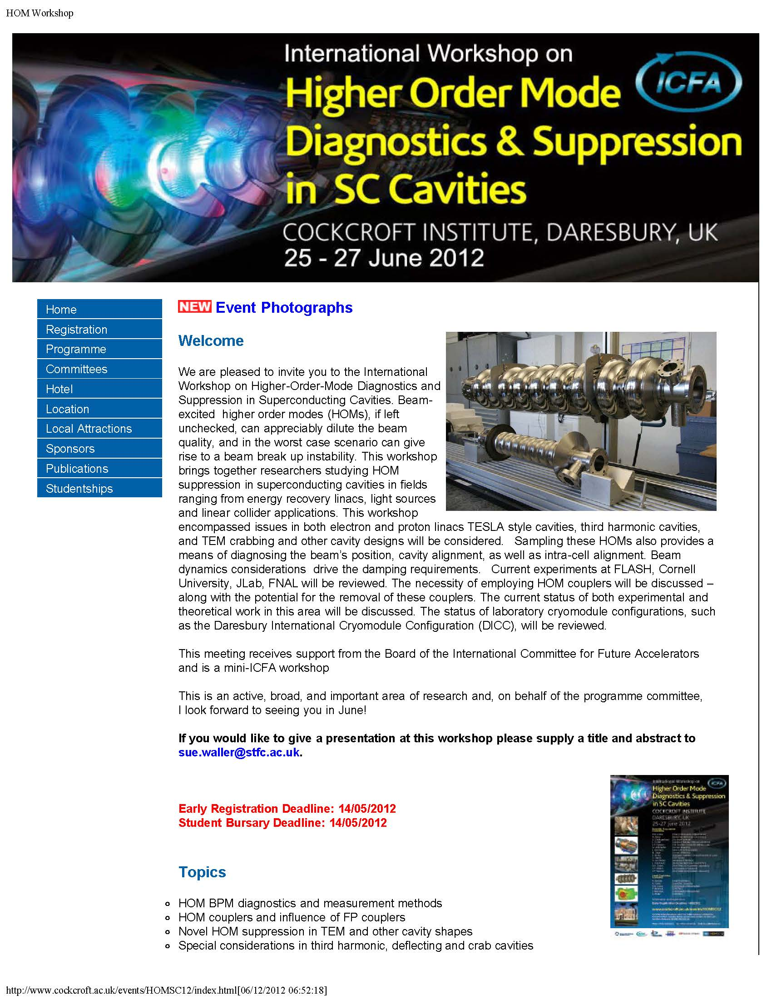 HOM Workshop
International Workshop on
ICFA
Higher Order Mode
Diagnostics & Suppression
in SC Cavities
COCKCROFT INSTITUTE, DARESBURY, UK
25 - 27 June 2012
Home
Registration
Programme
Committees
Hotel
Location
Local Attractions
Sponsors
Publications
Studentships
NEW Event Photographs
Welcome
We are pleased to invite you to the International
Workshop on Higher-Order-Mode Diagnostics and
Suppression in Superconducting Cavities. Beam-
excited higher order modes (HOMs), if left
unchecked, can appreciably dilute the beam
quality, and in the worst case scenario can give
rise to a beam break up instability. This workshop
brings together researchers studying HOM
suppression in superconducting cavities in fields
ranging from energy recovery linacs, light sources
and linear collider applications. This workshop
encompassed issues in both electron and proton linacs TESLA style cavities, third harmonic cavities,
and TEM crabbing and other cavity designs will be considered. Sampling these HOMs also provides a
means of diagnosing the beam's position, cavity alignment, as well as intra-cell alignment. Beam
dynamics considerations drive the damping requirements. Current experiments at FLASH, Cornell
University, JLab, FNAL will be reviewed. The necessity of employing HOM couplers will be discussed –
along with the potential for the removal of these couplers. The current status of both experimental and
theoretical work in this area will be discussed. The status of laboratory cryomodule configurations, such
as the Daresbury International Cryomodule Configuration (DICC), will be reviewed.
This meeting receives support from the Board of the International Committee for Future Accelerators
and is a mini-ICFA workshop
This is an active, broad, and important area of research and, on behalf of the programme committee,
I look forward to seeing you in June!
If you would like to give a presentation at this workshop please supply a title and abstract to
sue.waller@stfc.ac.uk.
Early Registration Deadline: 14/05/2012
Student Bursary Deadline: 14/05/2012
International Workshop on
ICFA
Higher Order Mode
Diagnostics & Suppression
in SC Cavities
COCKCROFT INSTITUTE
DARESBURY, UK
25-27 June 2012
Topics
HOM BPM diagnostics and measurement methods
HOM couplers and influence of FP couplers
Novel HOM suppression in TEM and other cavity shapes
Special considerations in third harmonic, deflecting and crab cavities
http://www.cockcroft.ac.uk/events/HOMSC12/index.html[06/12/2012 06:52:18]